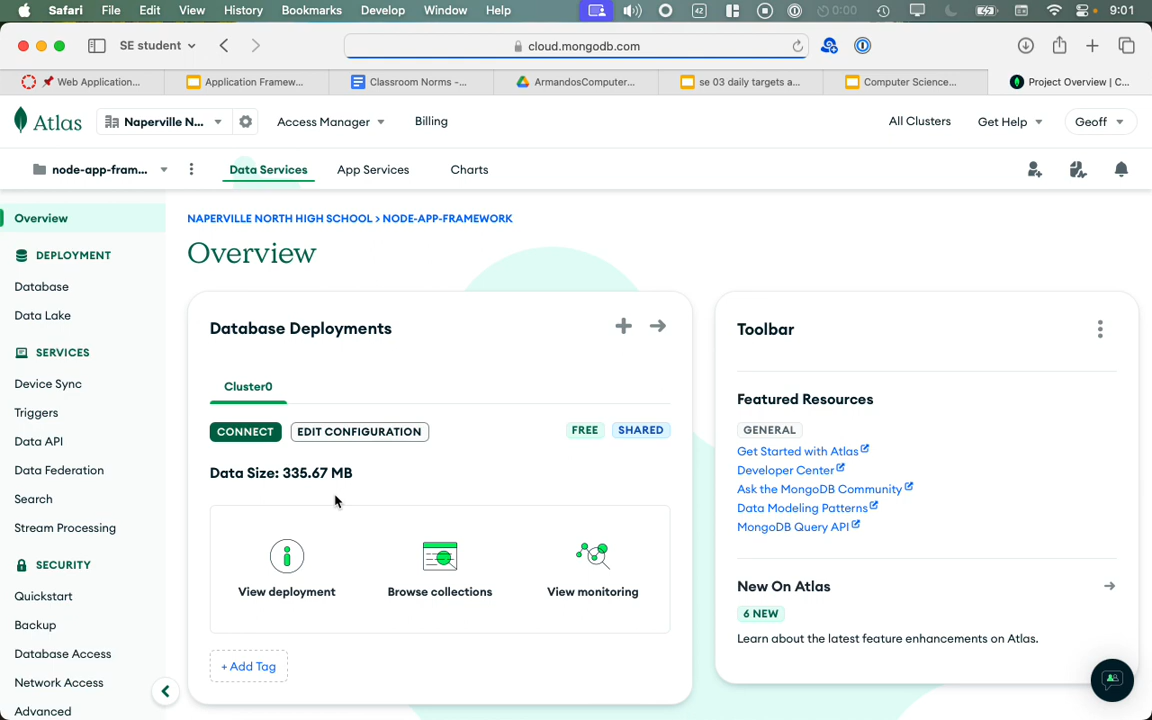 Safari File Edit View History Bookmarks Develop Window Help 42 0:00 9:01
SE student cloud.mongodb.com
Web Application... Application Framew... Classroom Norms -... ArmandosComputer... se 03 daily targets a... Computer Science... Project Overview | C...
Atlas Naperville N... Access Manager Billing All Clusters Get Help Geoff
node-app-fram... Data Services App Services Charts
Overview
DEPLOYMENT
Database
Data Lake
SERVICES
Device Sync
Triggers
Data API
Data Federation
Search
Stream Processing
SECURITY
Quickstart
Backup
Database Access
Network Access
Advanced
NAPERVILLE NORTH HIGH SCHOOL > NODE-APP-FRAMEWORK
Overview
Database Deployments
Cluster0
CONNECT EDIT CONFIGURATION FREE SHARED
Data Size: 335.67 MB
View deployment Browse collections View monitoring
+ Add Tag
Toolbar
Featured Resources
GENERAL
Get Started with Atlas
Developer Center
Ask the MongoDB Community
Data Modeling Patterns
MongoDB Query API
New On Atlas
6 NEW
Learn about the latest feature enhancements on Atlas.